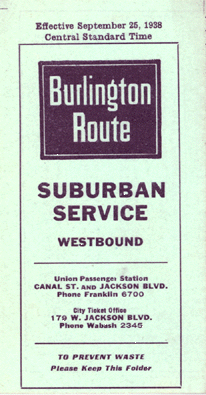 Effective September 25, 1938
Central Standard Time
Burlington
Route
SUBURBAN
SERVICE
WESTBOUND
Union Passenger Station
CANAL ST. AND JACKSON BLVD.
Phone Franklin 6700
City Ticket Office
179 W. JACKSON BLVD.
Phone Wabash 2345
TO PREVENT WASTE
Please Keep This Folder